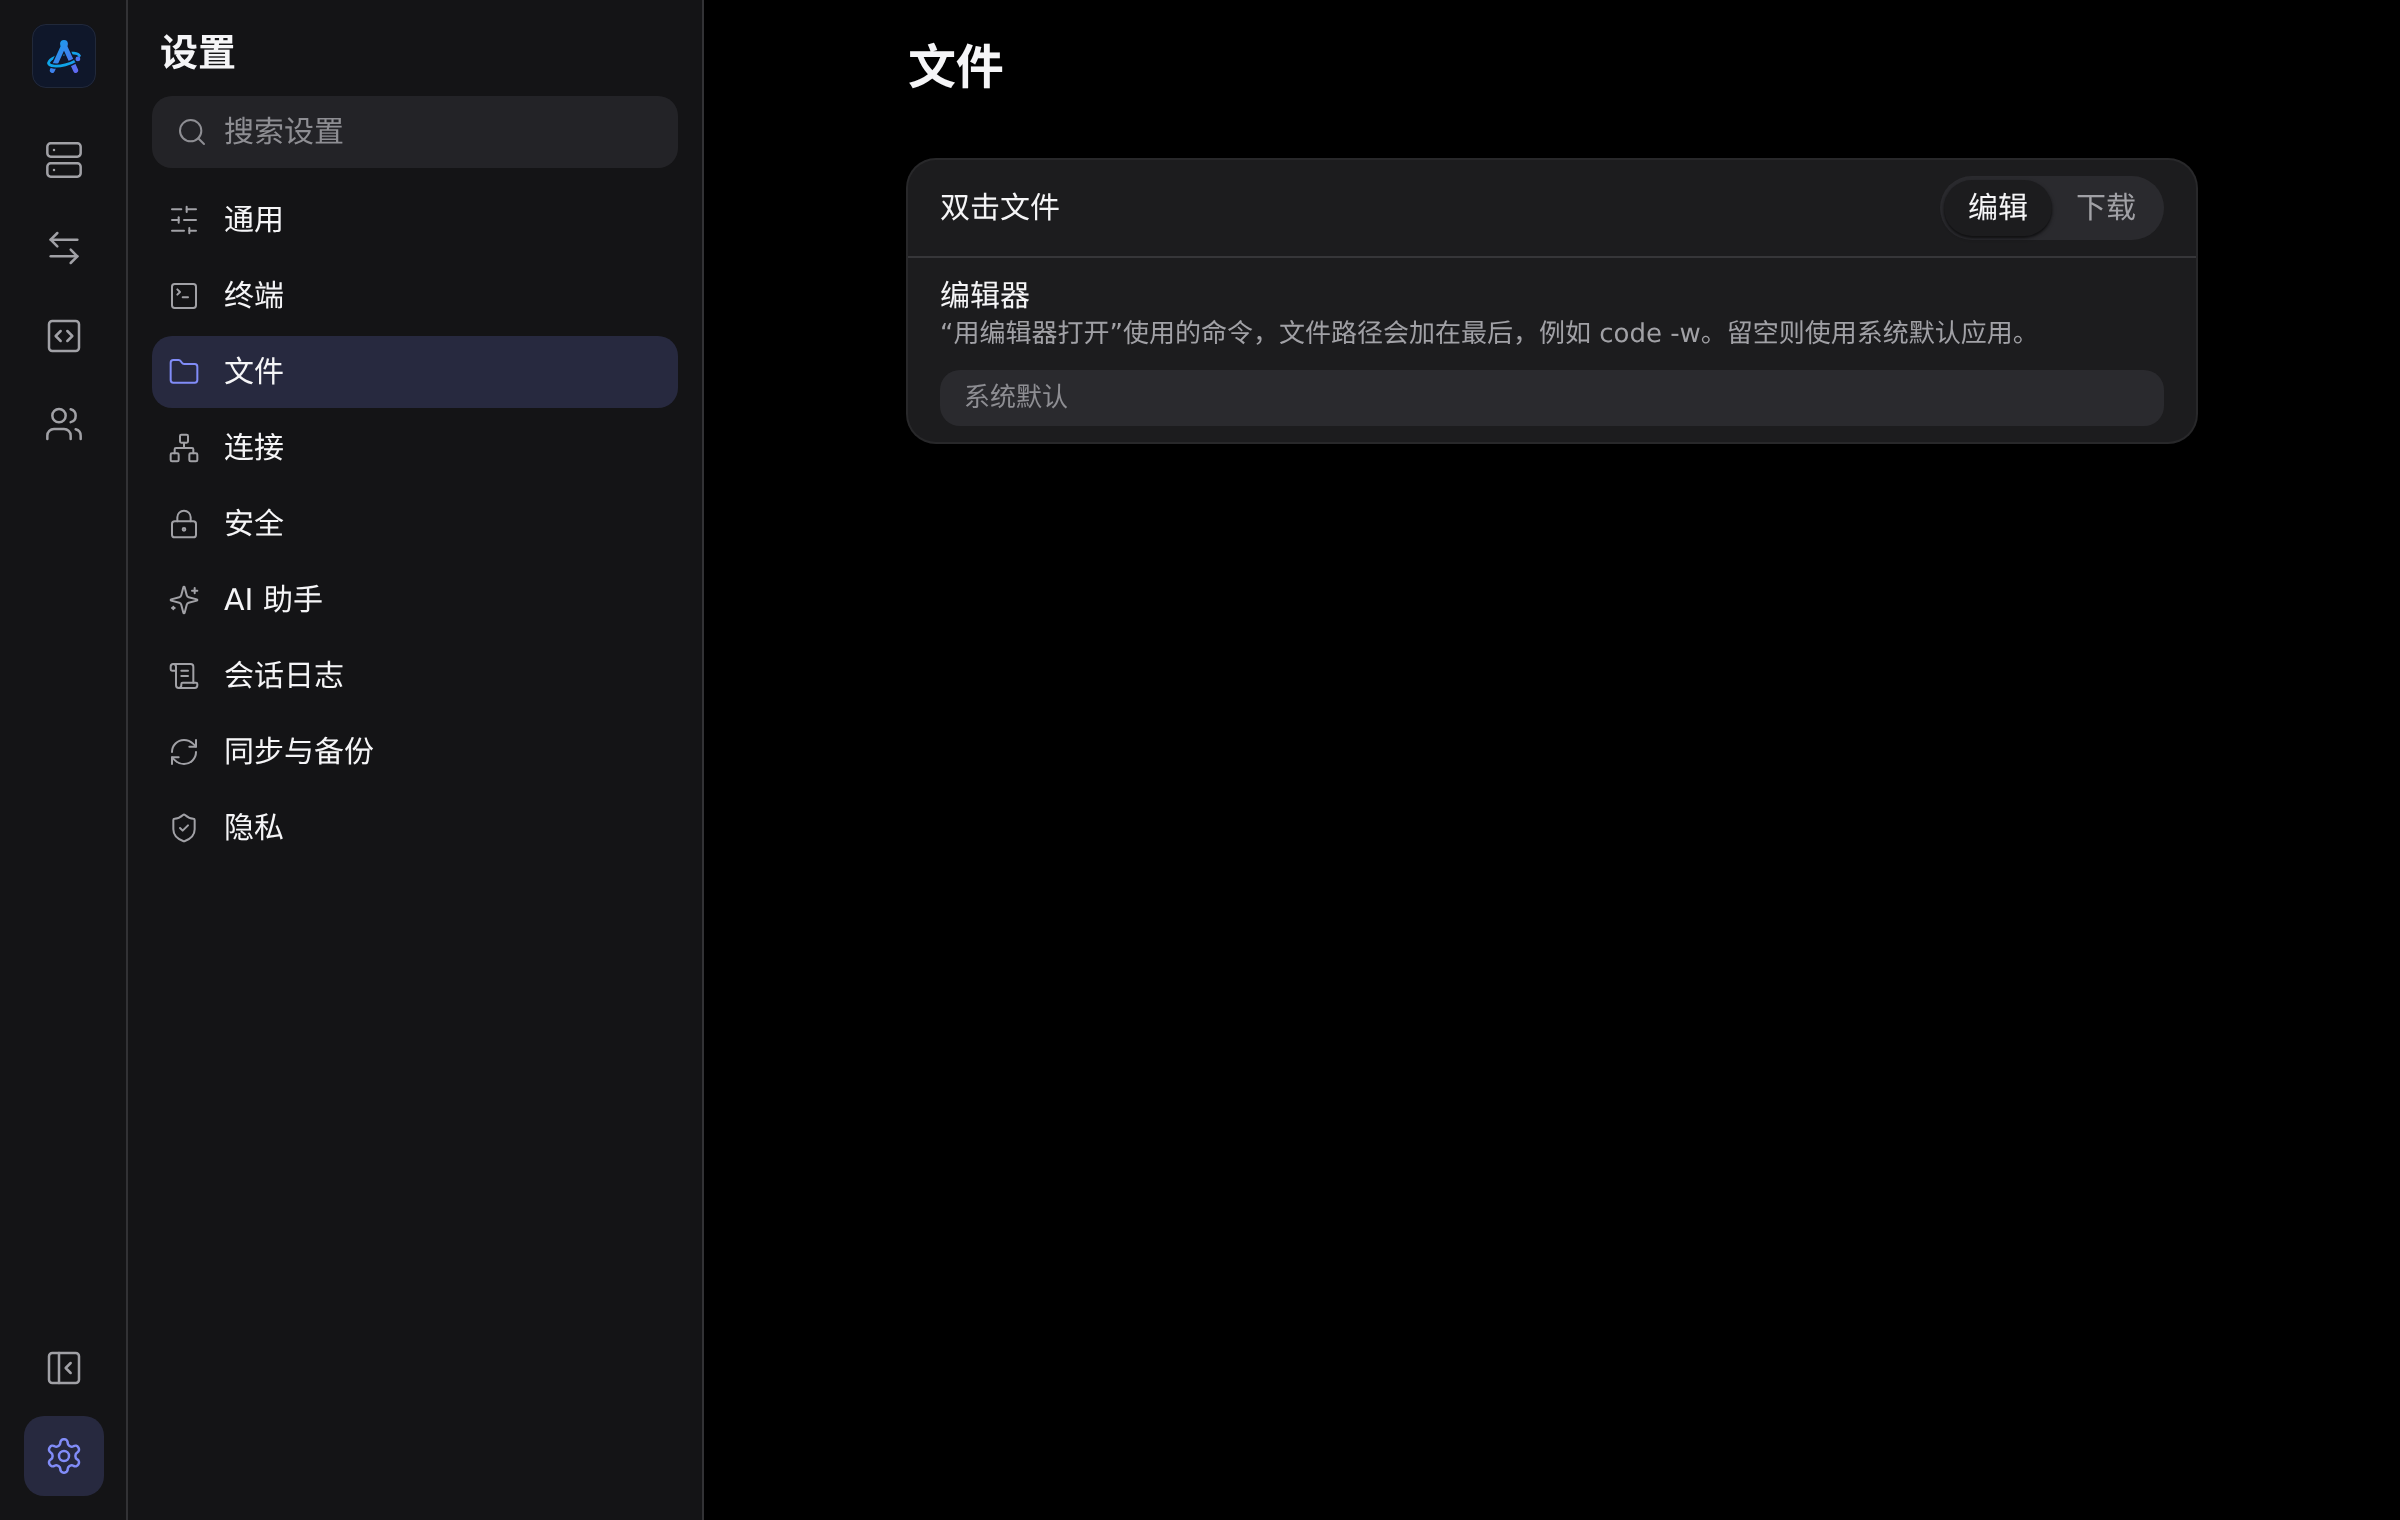 设置
搜索设置
通用
终端
文件
连接
安全
AI 助手
会话日志
同步与备份
隐私
文件
双击文件
编辑
下载
编辑器
“用编辑器打开”使用的命令，文件路径会加在最后，例如 code -w。留空则使用系统默认应用。
系统默认